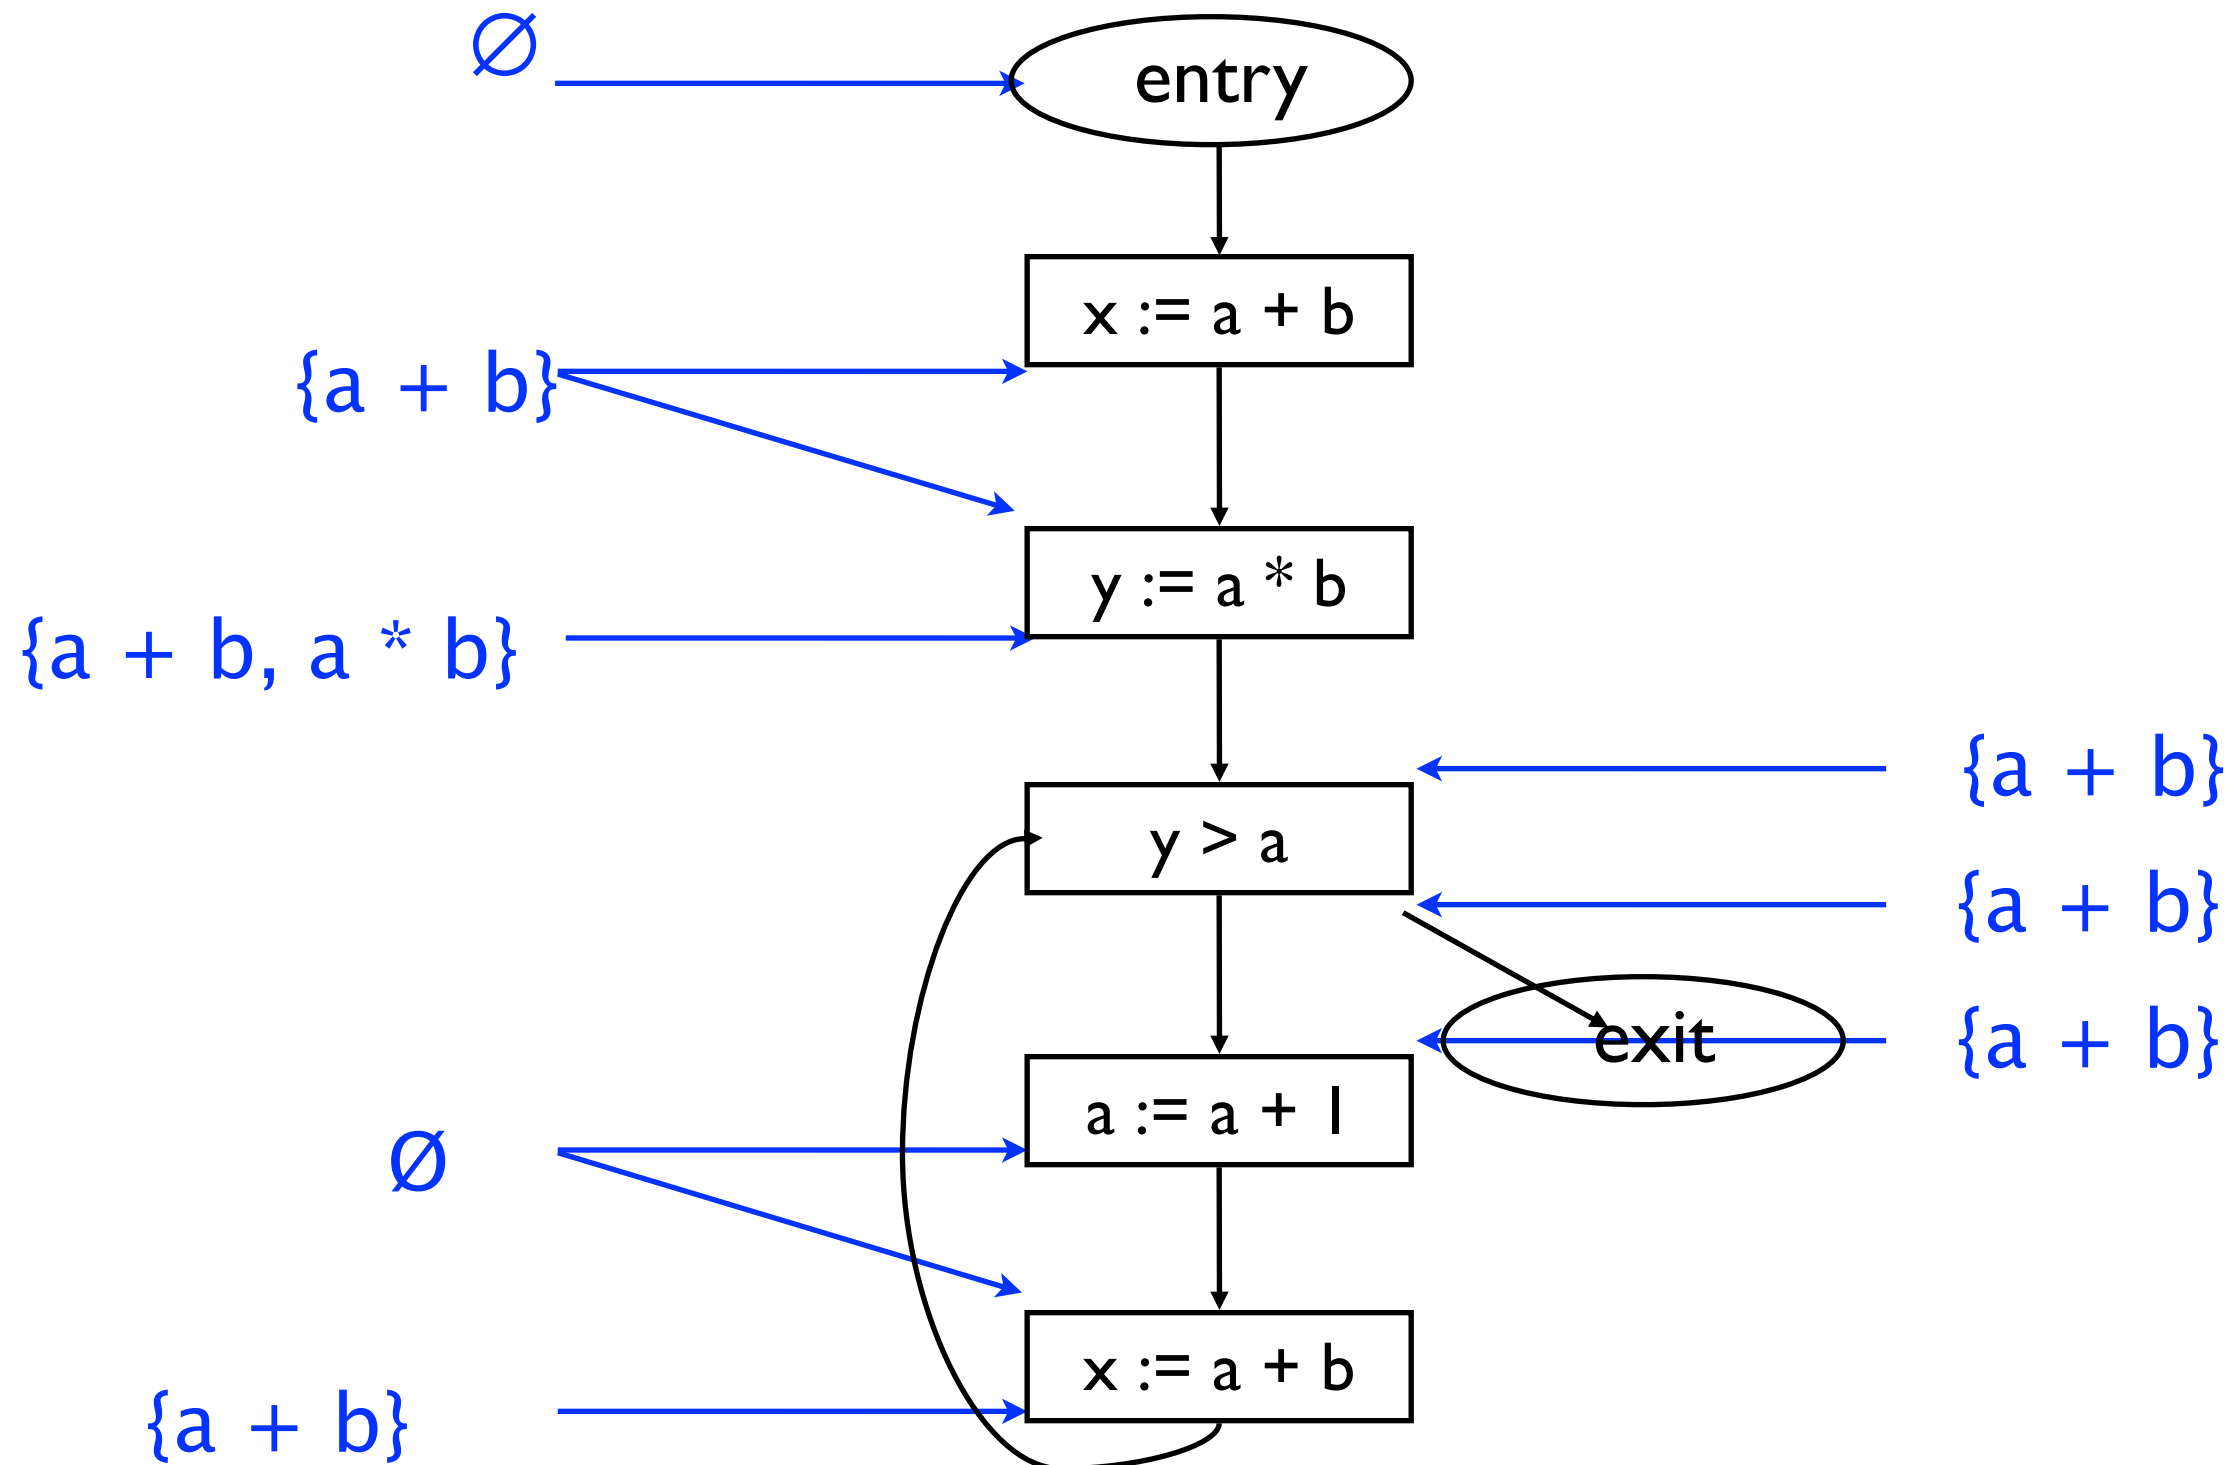 ∅
entry
x := a + b
{a + b}
y := a * b
{a + b, a * b}
{a + b}
y > a
{a + b}
exit
{a + b}
a := a + 1
Ø
x := a + b
{a + b}